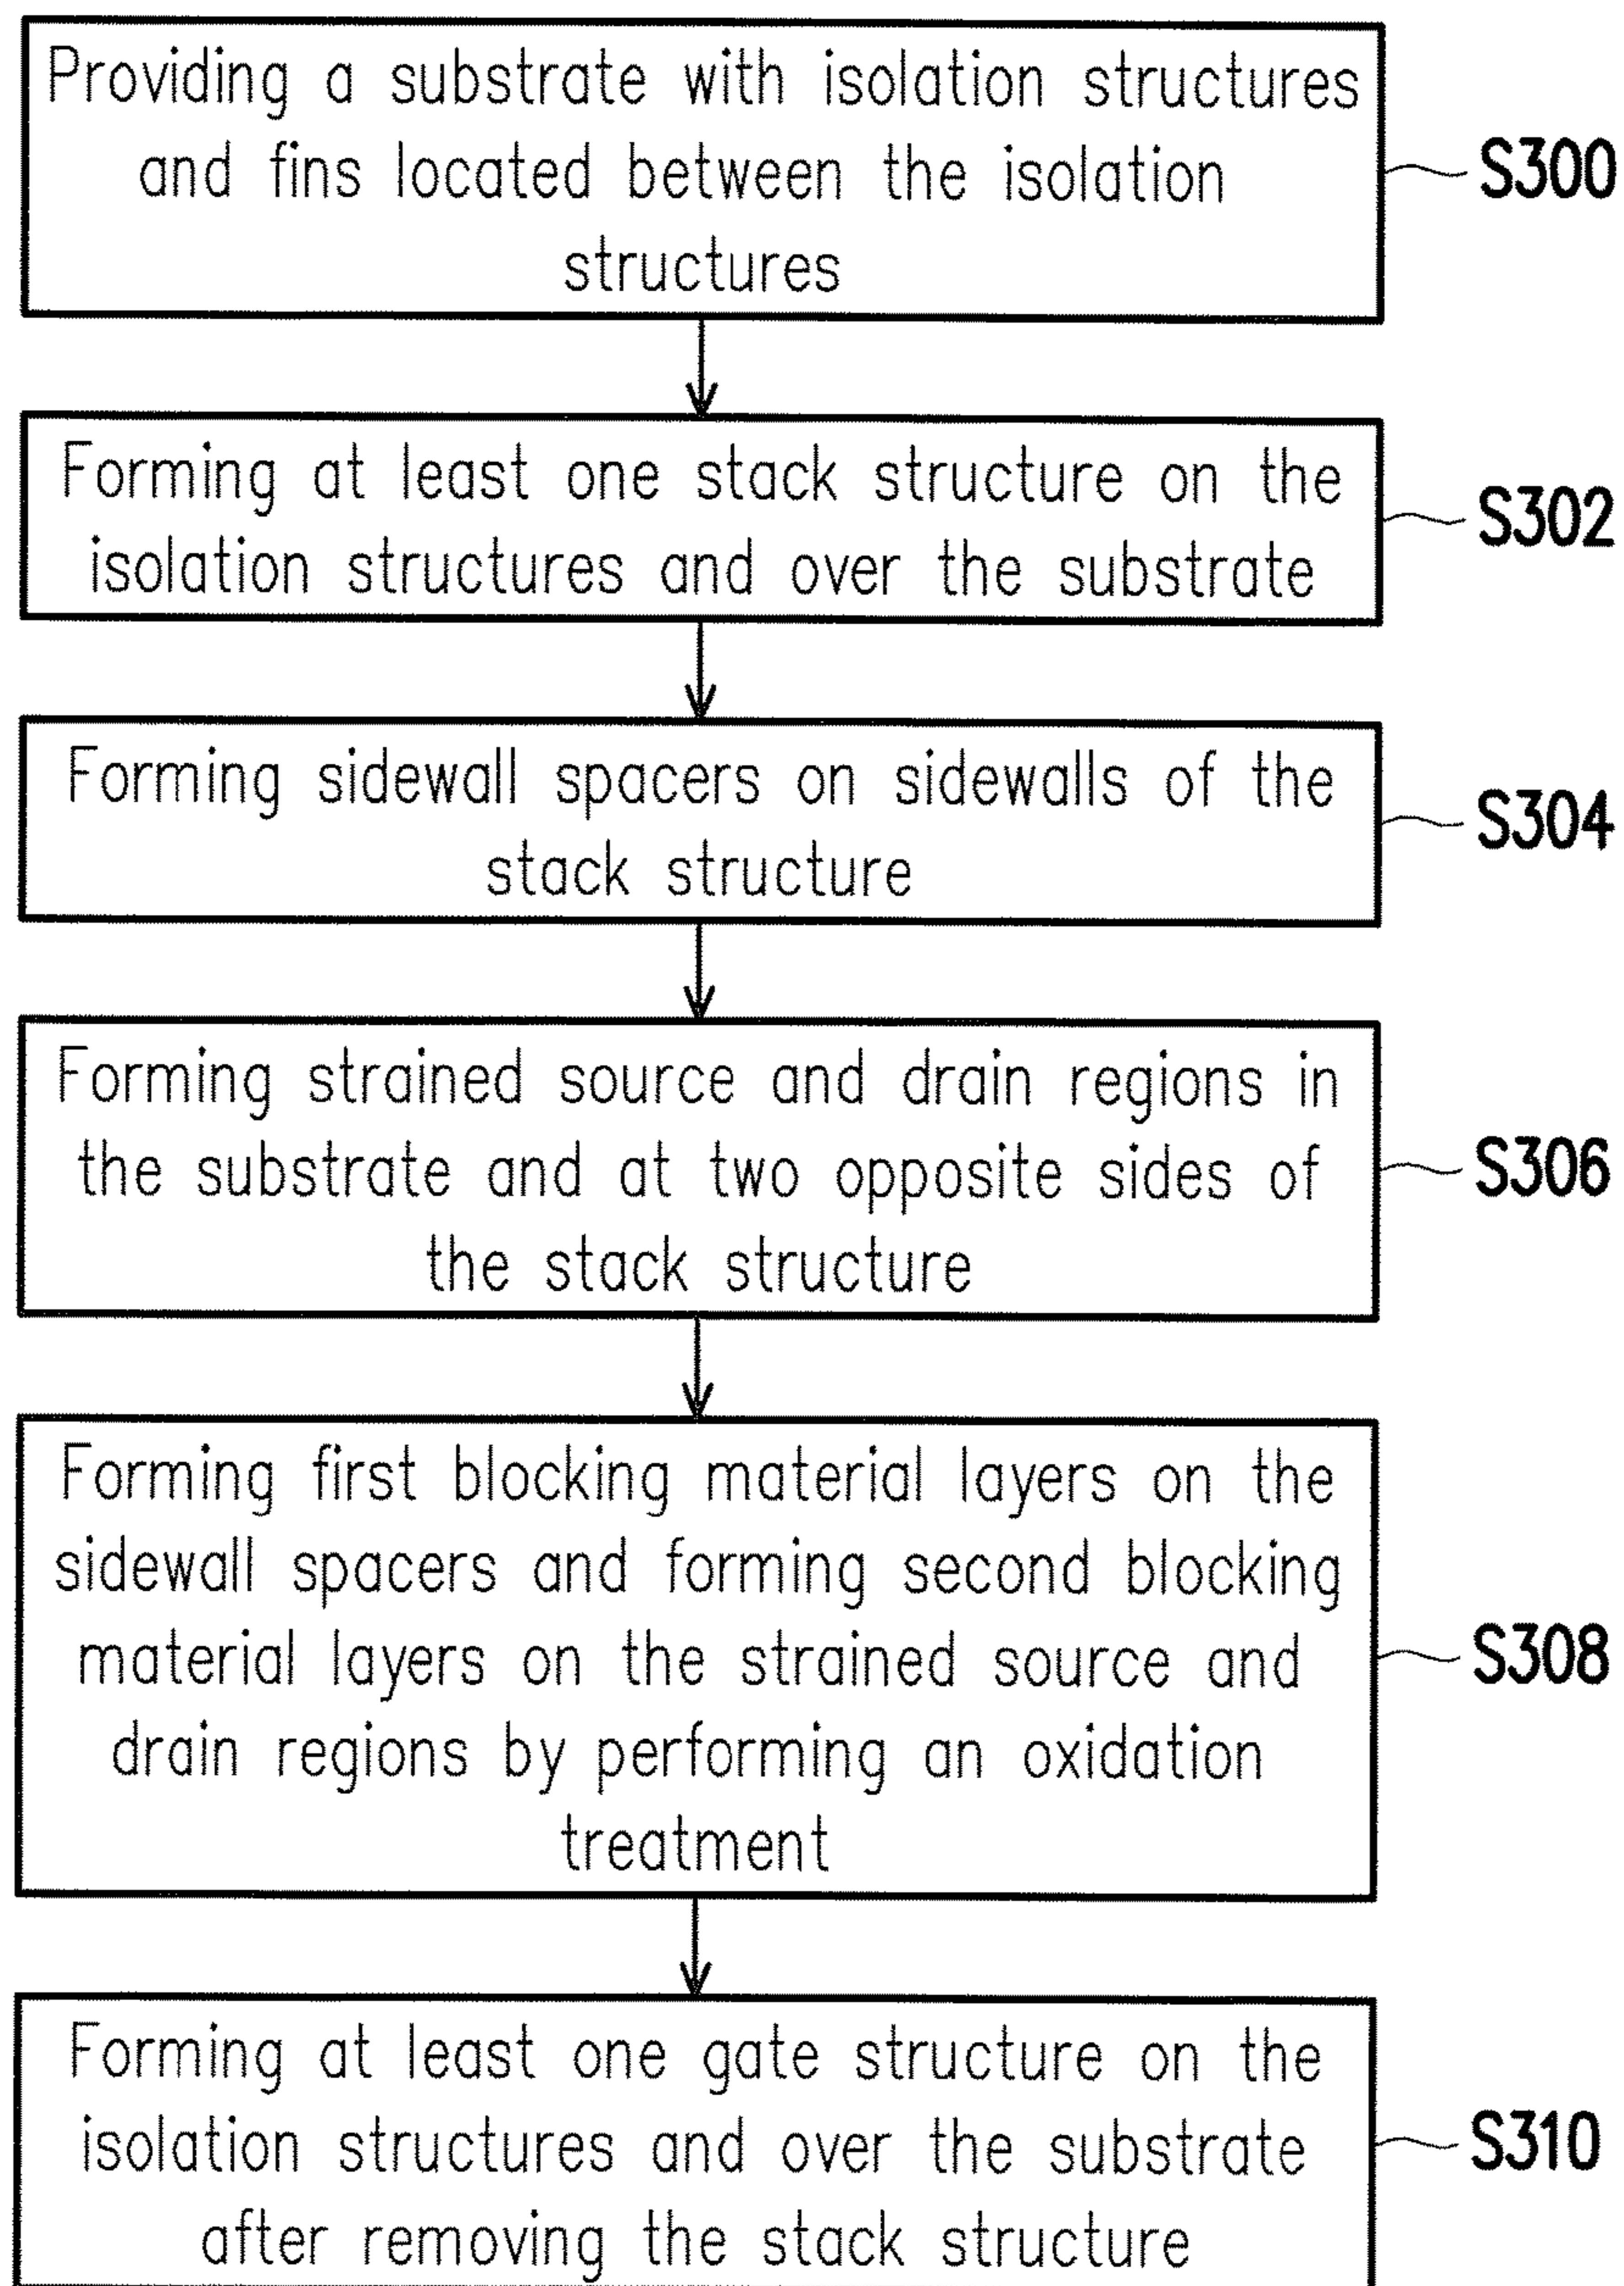 Providing a substrate with isolation structures
and fins located between the isolation
structures
S300
Forming at least one stack structure on the
isolation structures and over the substrate
S302
Forming sidewall spacers on sidewalls of the
stack structure
S304
Forming strained source and drain regions in
the substrate and at two opposite sides of
the stack structure
S306
Forming first blocking material layers on the
sidewall spacers and forming second blocking
material layers on the strained source and
drain regions by performing an oxidation
treatment
S308
Forming at least one gate structure on the
isolation structures and over the substrate
after removing the stack structure
S310